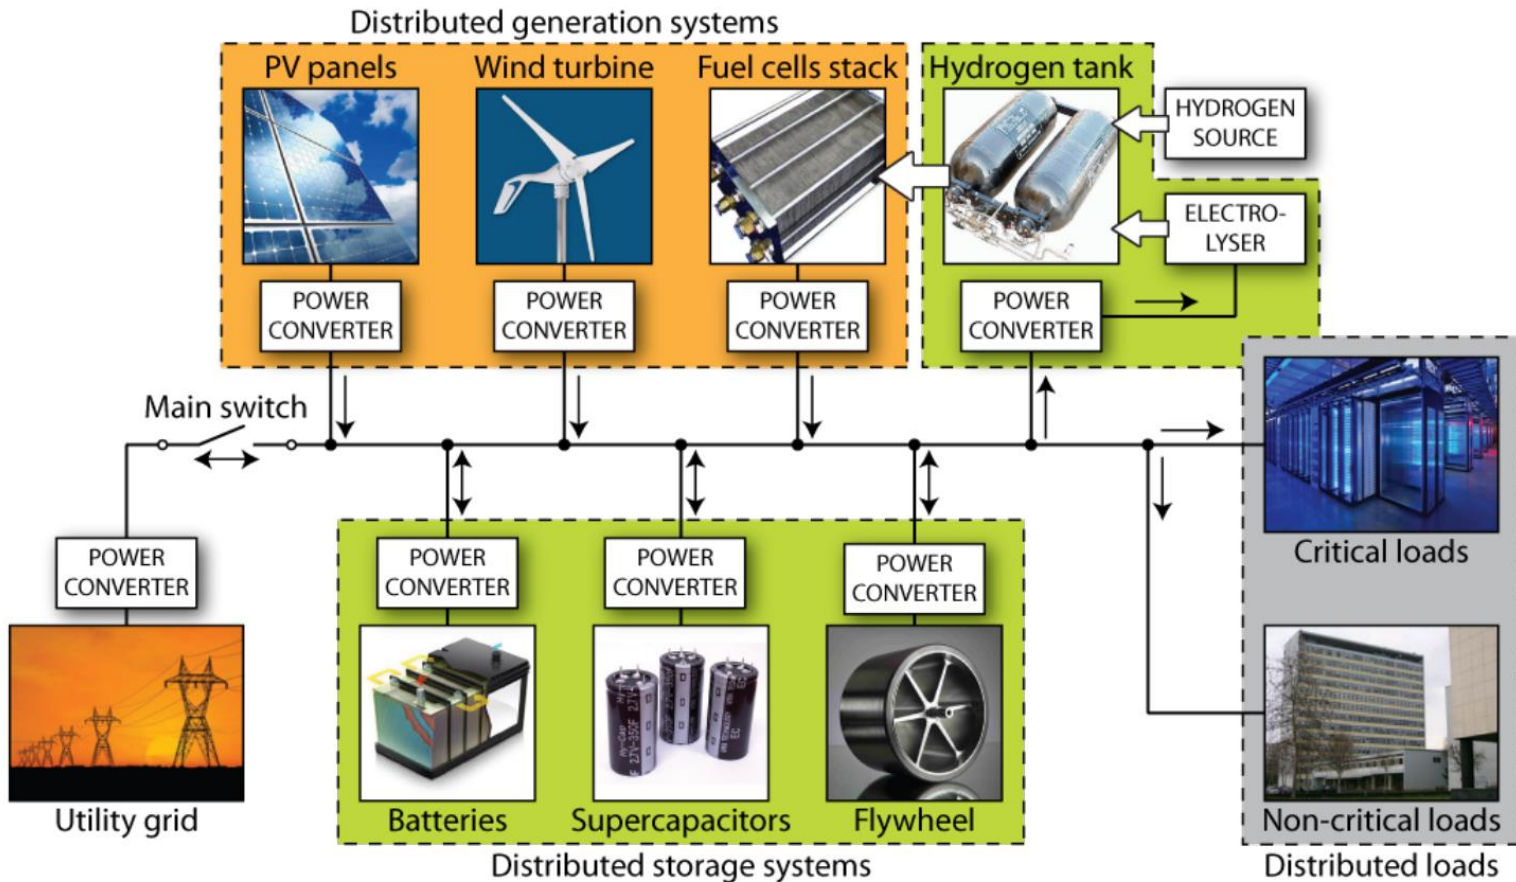 Distributed generation systems
PV panels
Wind turbine
Fuel cells stack
Hydrogen tank
HYDROGEN
SOURCE
ELECTRO-
LYSER
POWER
CONVERTER
POWER
CONVERTER
POWER
CONVERTER
POWER
CONVERTER
Main switch
POWER
CONVERTER
POWER
CONVERTER
POWER
CONVERTER
POWER
CONVERTER
Critical loads
Utility grid
Batteries
Supercapacitors
Flywheel
Non-critical loads
Distributed storage systems
Distributed loads